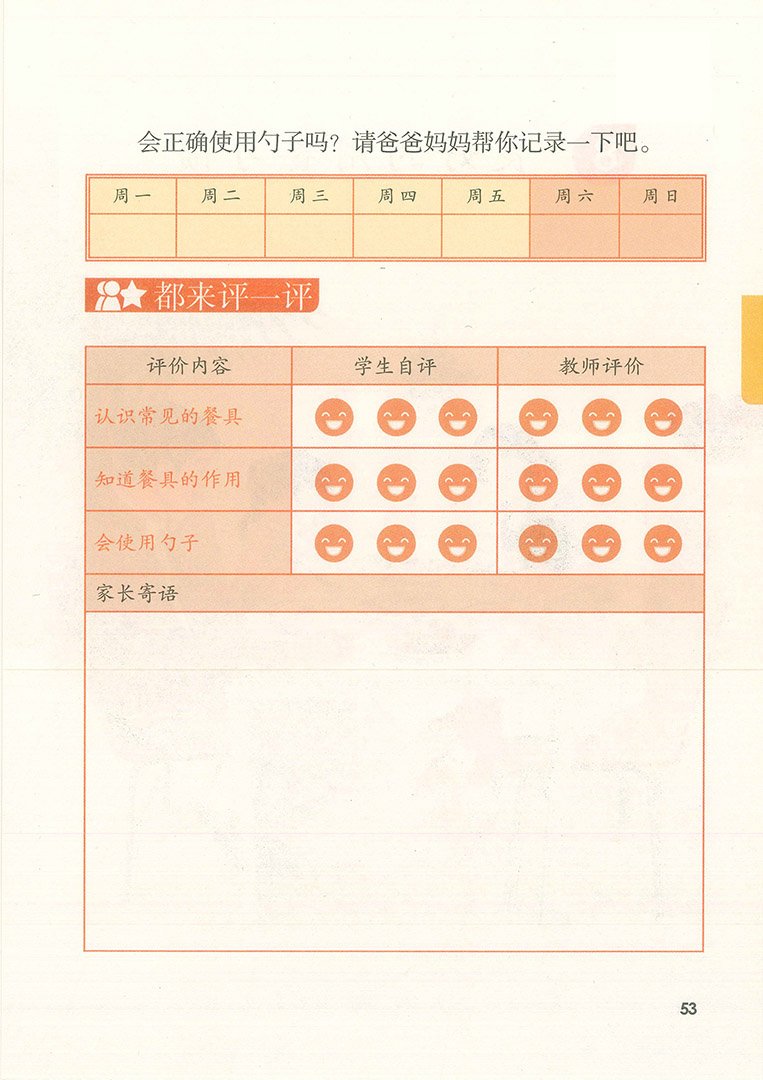 会正确使用勺子吗？请爸爸妈妈帮你记录一下吧。
周一 周二 周三 周四 周五 周六 周日
都来评一评
评价内容 学生自评 教师评价
认识常见的餐具
知道餐具的作用
会使用勺子
家长寄语
53